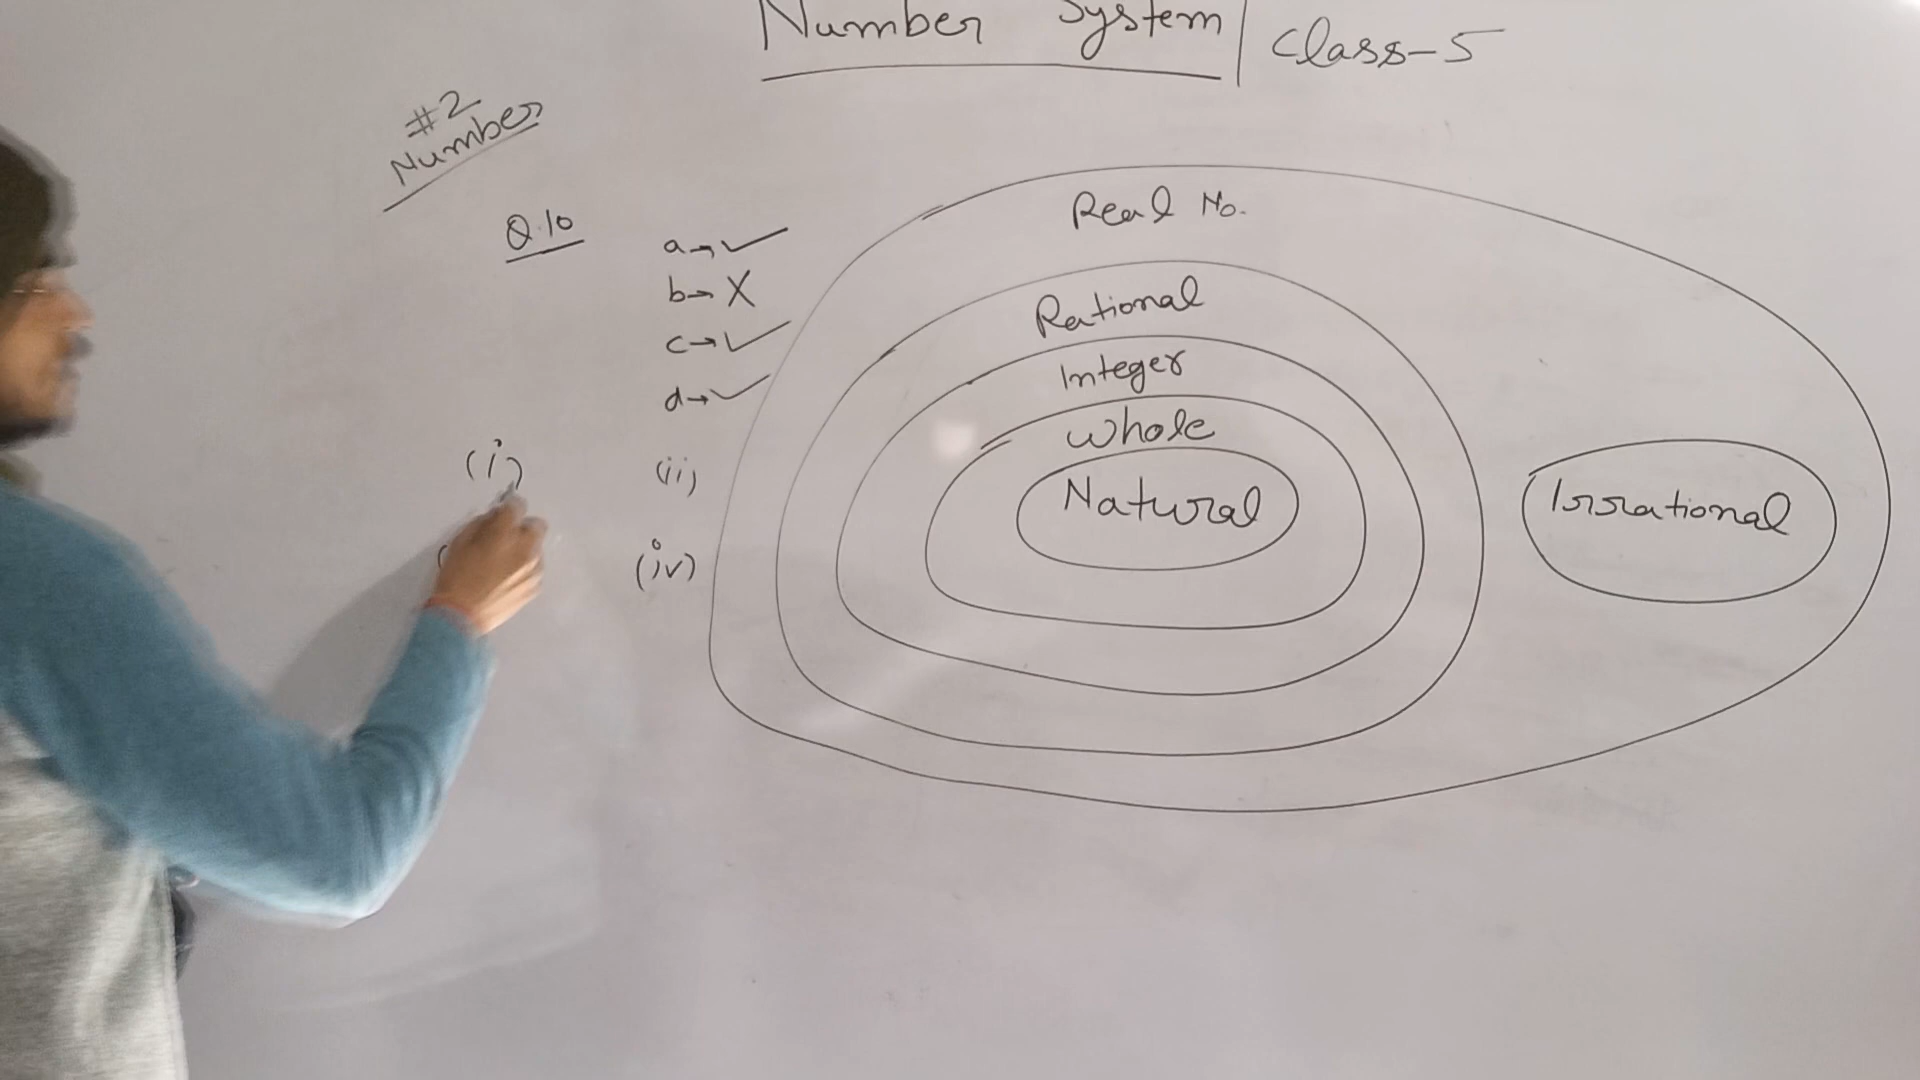 Number System | Class-5
#2
Number
Q.10
a→✓
b→X
c→✓
d→✓
(i) (ii)
(iv)
Real No.
Rational
Integer
Whole
Natural
Irrational